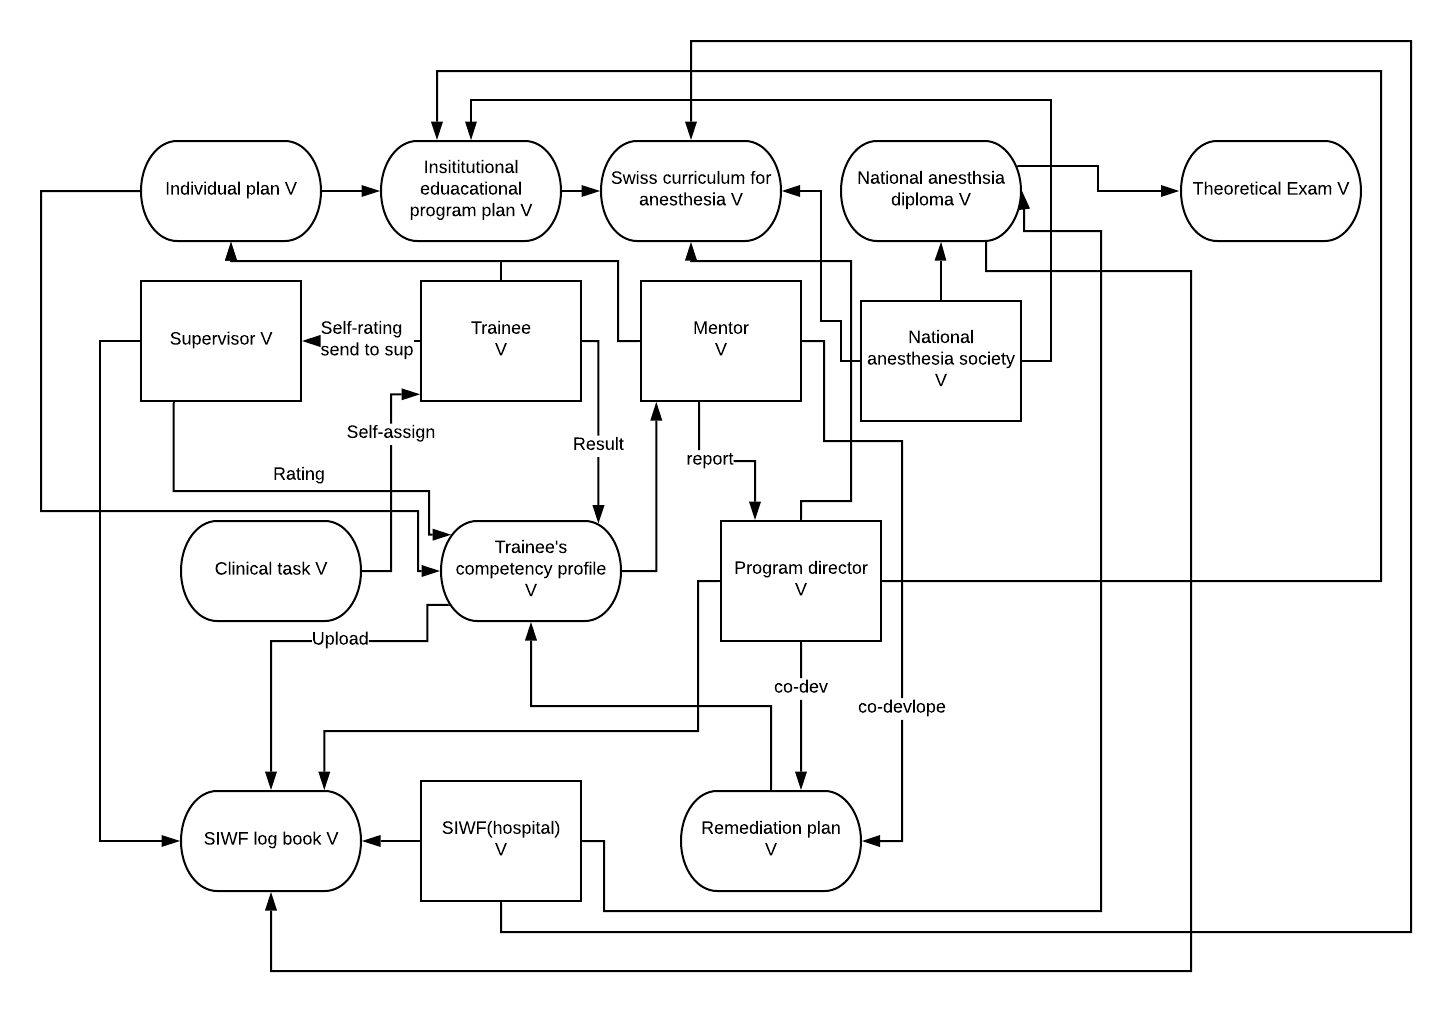 Individual plan V
Insititutional
eduacational
program plan V
Swiss curriculum for
anesthesia V
National anesthsia
diploma V
Theoretical Exam V
Supervisor V
Self-rating
send to sup
Trainee
V
Mentor
V
National
anesthesia society
V
Self-assign
Result
report
Rating
Clinical task V
Trainee's
competency profile
V
Program director
V
Upload
co-dev
co-devlope
SIWF log book V
SIWF(hospital)
V
Remediation plan
V